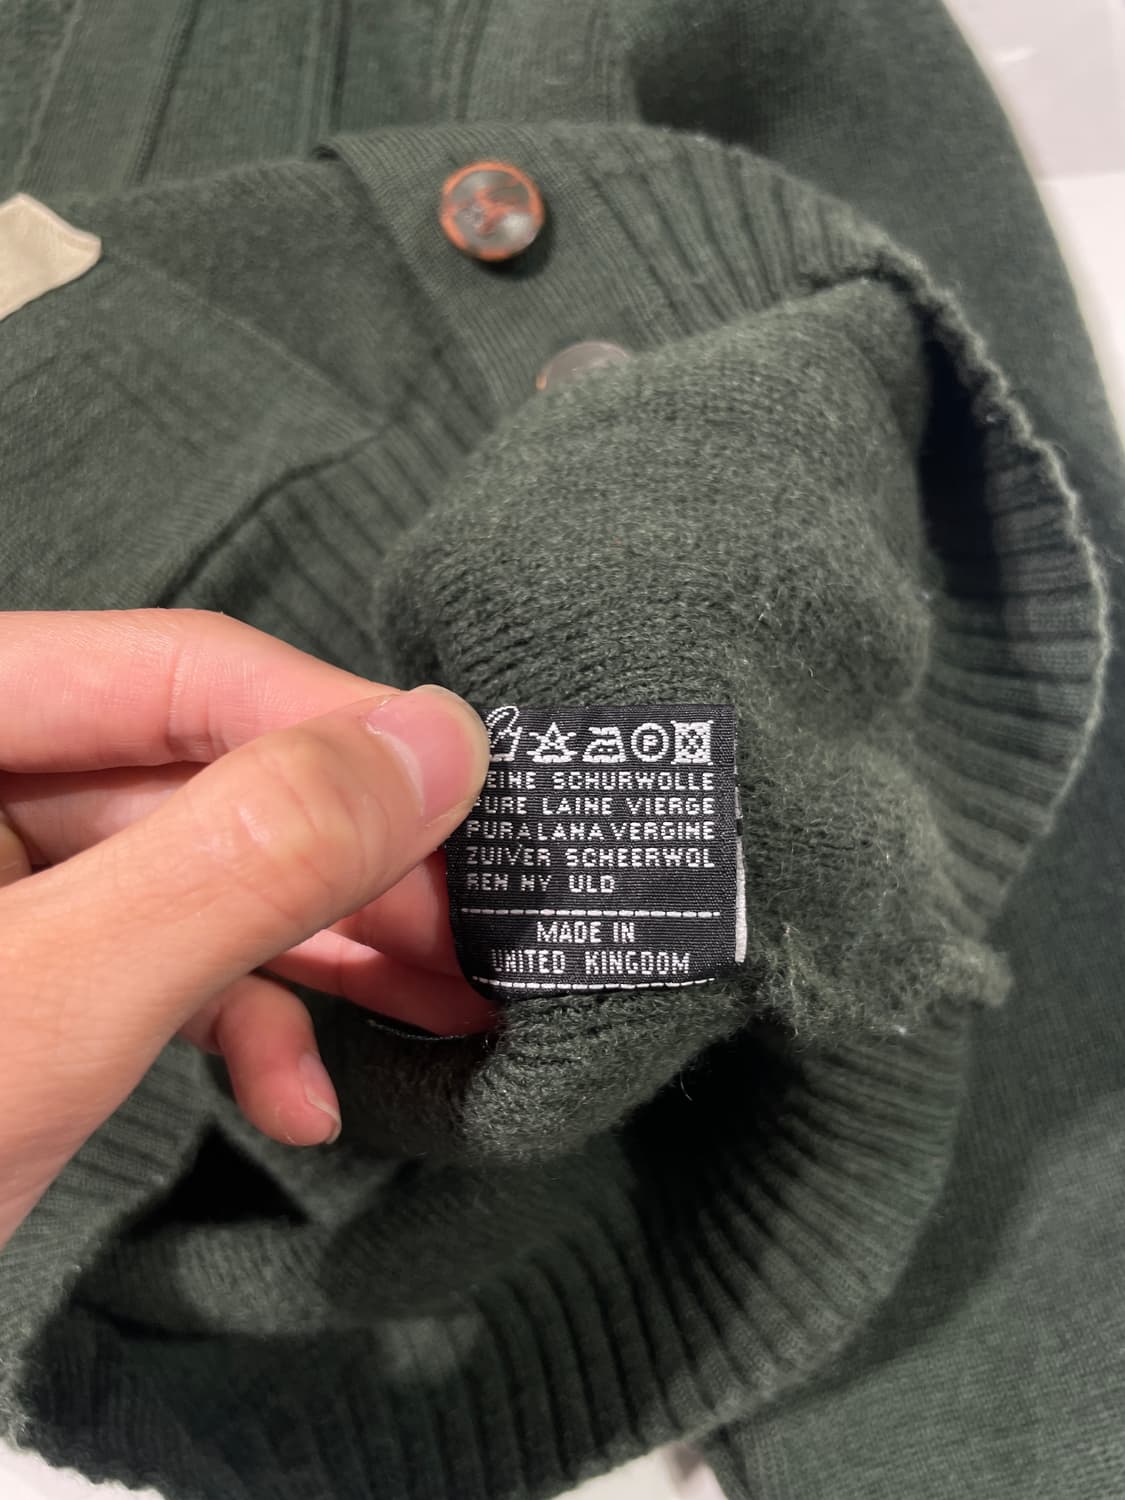 P
EINE SCHURWOLLE
PURE LAINE VIERGE
PURA LANA VERGINE
ZUIVER SCHEERWOL
REN NY ULD
MADE IN
UNITED KINGDOM